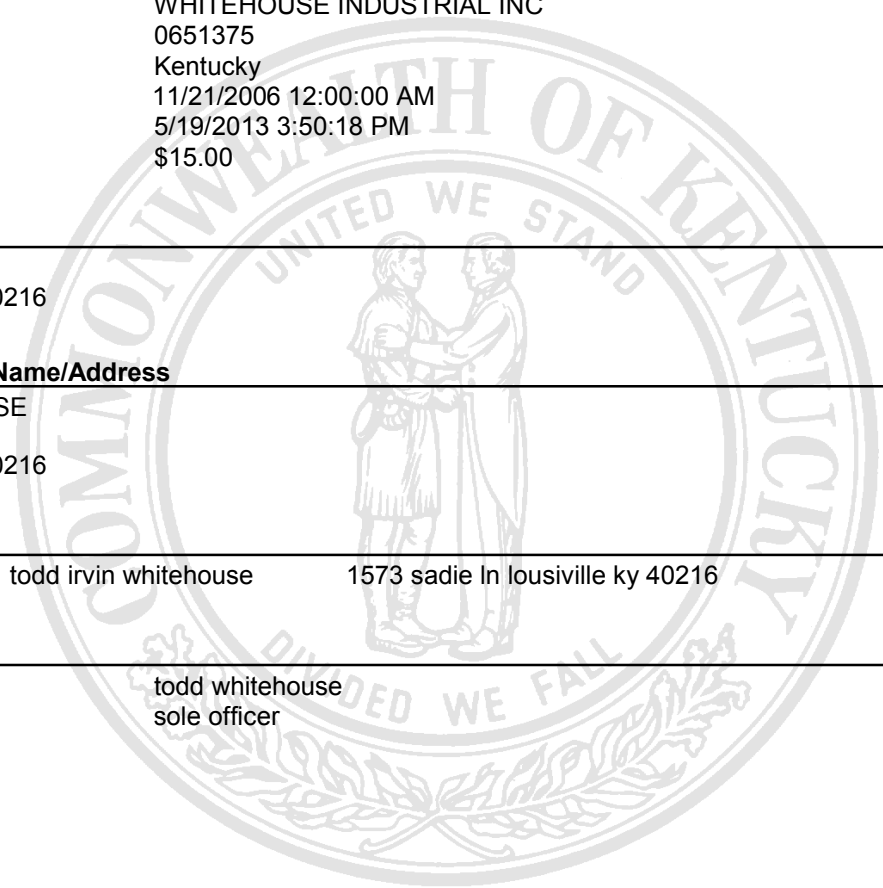 WHITEHOUSE INDUSTRIAL INC
0651375
Kentucky
11/21/2006 12:00:00 AM
5/19/2013 3:50:18 PM
$15.00
0216
Name/Address
SE
0216
todd irvin whitehouse 1573 sadie ln lousiville ky 40216
todd whitehouse
sole officer
COMMONWEALTH OF KENTUCKY
UNITED WE STAND
DIVIDED WE FALL